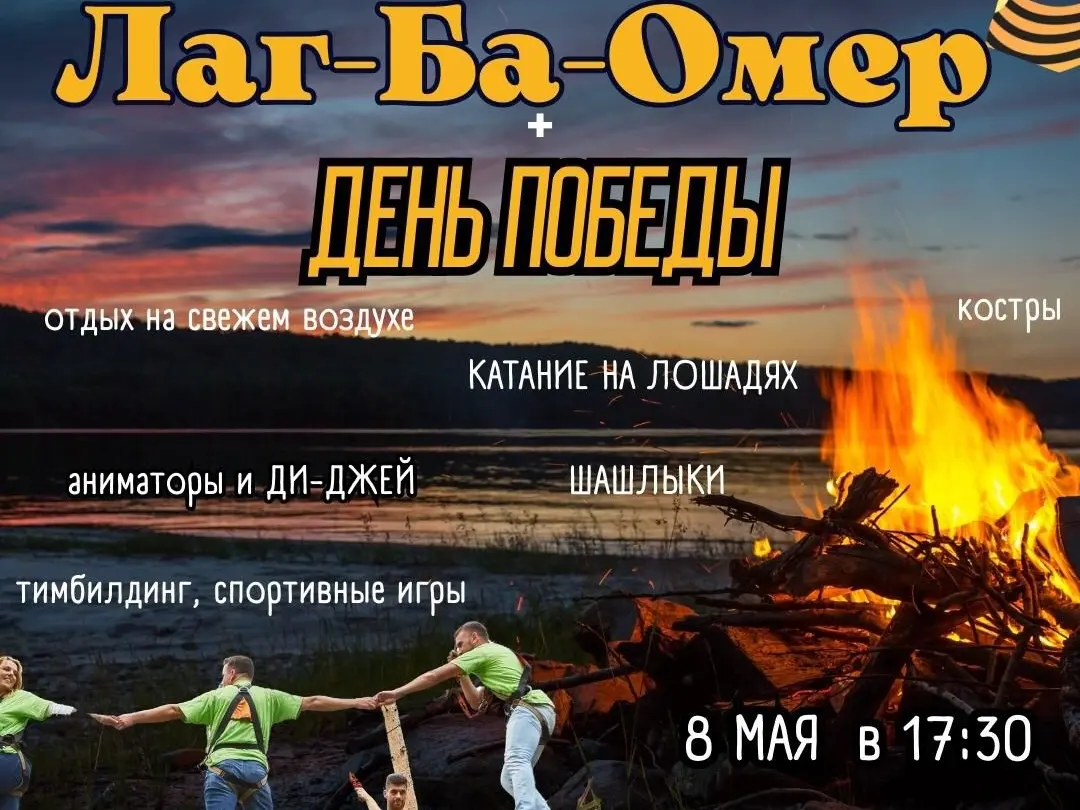 Лаг-Ба-Омер
+
ДЕНЬ ПОБЕДЫ
отдых на свежем воздухе
костры
КАТАНИЕ НА ЛОШАДЯХ
аниматоры и ДИ-ДЖЕЙ
ШАШЛЫКИ
тимбилдинг, спортивные игры
8 МАЯ в 17:30